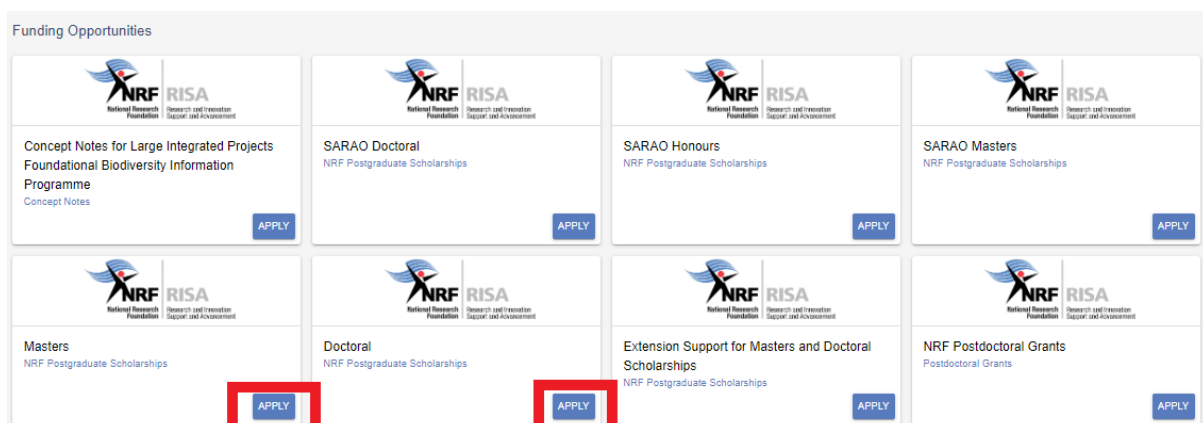 Funding Opportunities
NRF RISA
National Research Foundation
Research and Innovation Support and Advancement
Concept Notes for Large Integrated Projects
Foundational Biodiversity Information
Programme
Concept Notes
APPLY
NRF RISA
National Research Foundation
Research and Innovation Support and Advancement
SARAO Doctoral
NRF Postgraduate Scholarships
APPLY
NRF RISA
National Research Foundation
Research and Innovation Support and Advancement
SARAO Honours
NRF Postgraduate Scholarships
APPLY
NRF RISA
National Research Foundation
Research and Innovation Support and Advancement
SARAO Masters
NRF Postgraduate Scholarships
APPLY
NRF RISA
National Research Foundation
Research and Innovation Support and Advancement
Masters
NRF Postgraduate Scholarships
APPLY
NRF RISA
National Research Foundation
Research and Innovation Support and Advancement
Doctoral
NRF Postgraduate Scholarships
APPLY
NRF RISA
National Research Foundation
Research and Innovation Support and Advancement
Extension Support for Masters and Doctoral
Scholarships
NRF Postgraduate Scholarships
APPLY
NRF RISA
National Research Foundation
Research and Innovation Support and Advancement
NRF Postdoctoral Grants
Postdoctoral Grants
APPLY